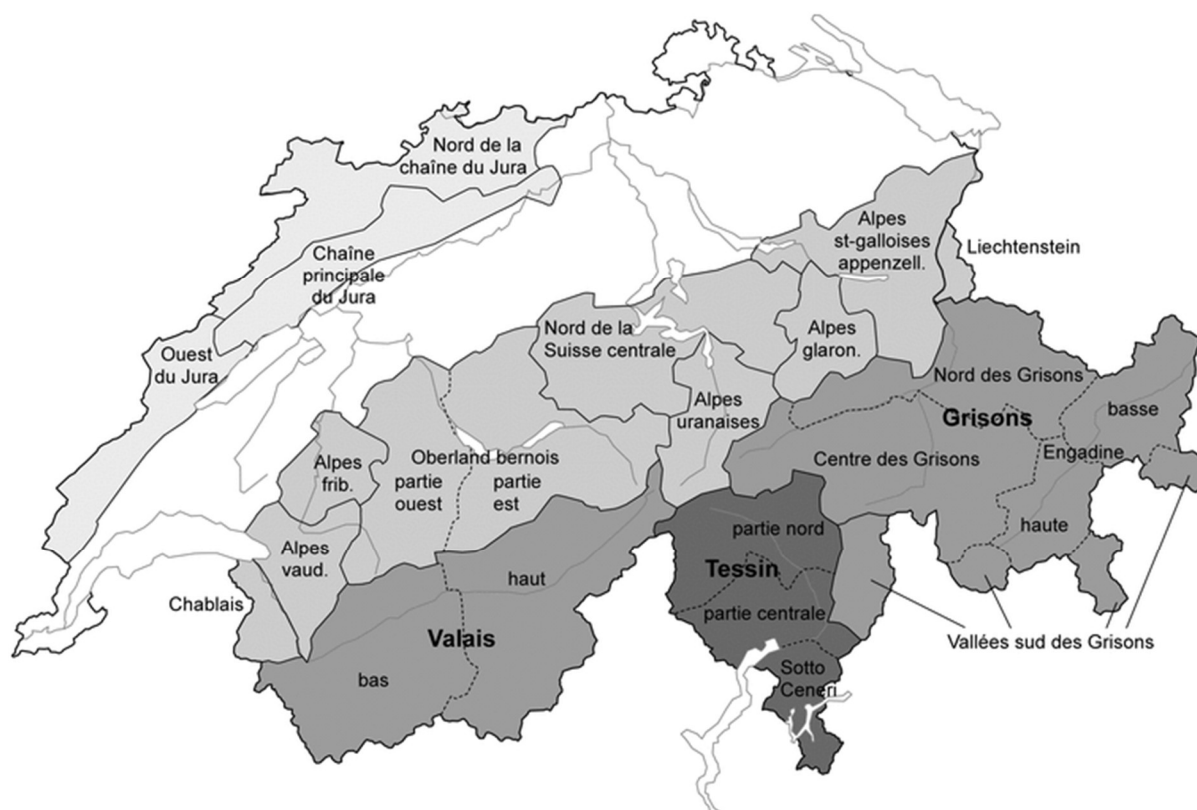 Nord de la
chaîne du Jura
Chaîne
principale
du Jura
Ouest
du Jura
Alpes
st-galloises
appenzell.
Liechtenstein
Nord de la
Suisse centrale
Alpes
glaron.
Alpes
uranaises
Nord des Grisons
Grisons
Centre des Grisons
basse
Engadine
haute
Alpes
frib.
Oberland bernois
partie
ouest
partie
est
Alpes
vaud.
Chablais
haut
Valais
bas
partie nord
Tessin
partie centrale
Sotto
Ceneri
Vallées sud des Grisons